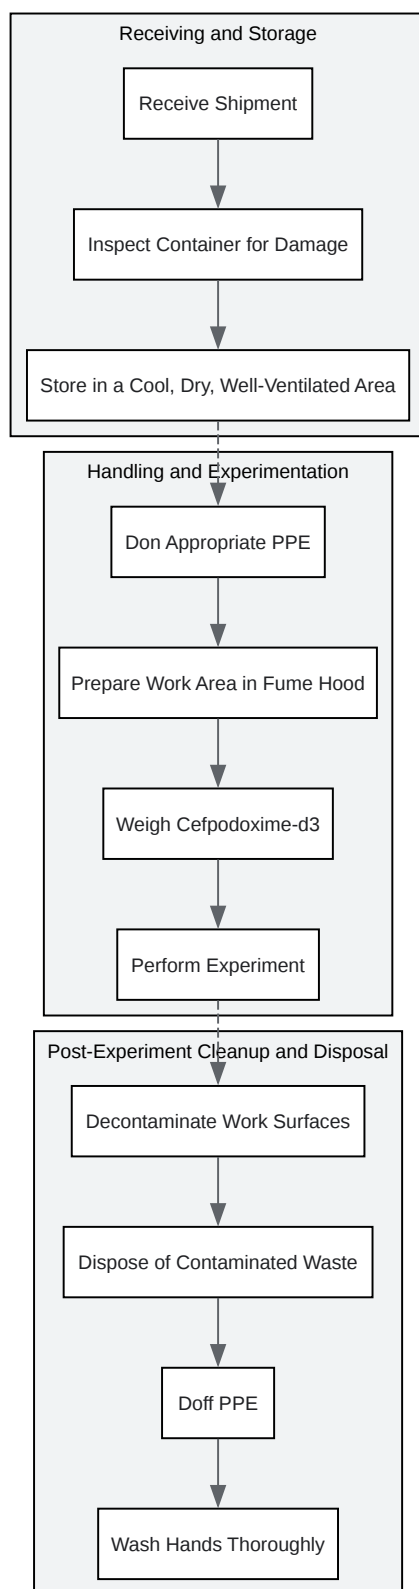 Receiving and Storage
Receive Shipment
Inspect Container for Damage
Store in a Cool, Dry, Well-Ventilated Area
Handling and Experimentation
Don Appropriate PPE
Prepare Work Area in Fume Hood
Weigh Cefpodoxime-d3
Perform Experiment
Post-Experiment Cleanup and Disposal
Decontaminate Work Surfaces
Dispose of Contaminated Waste
Doff PPE
Wash Hands Thoroughly